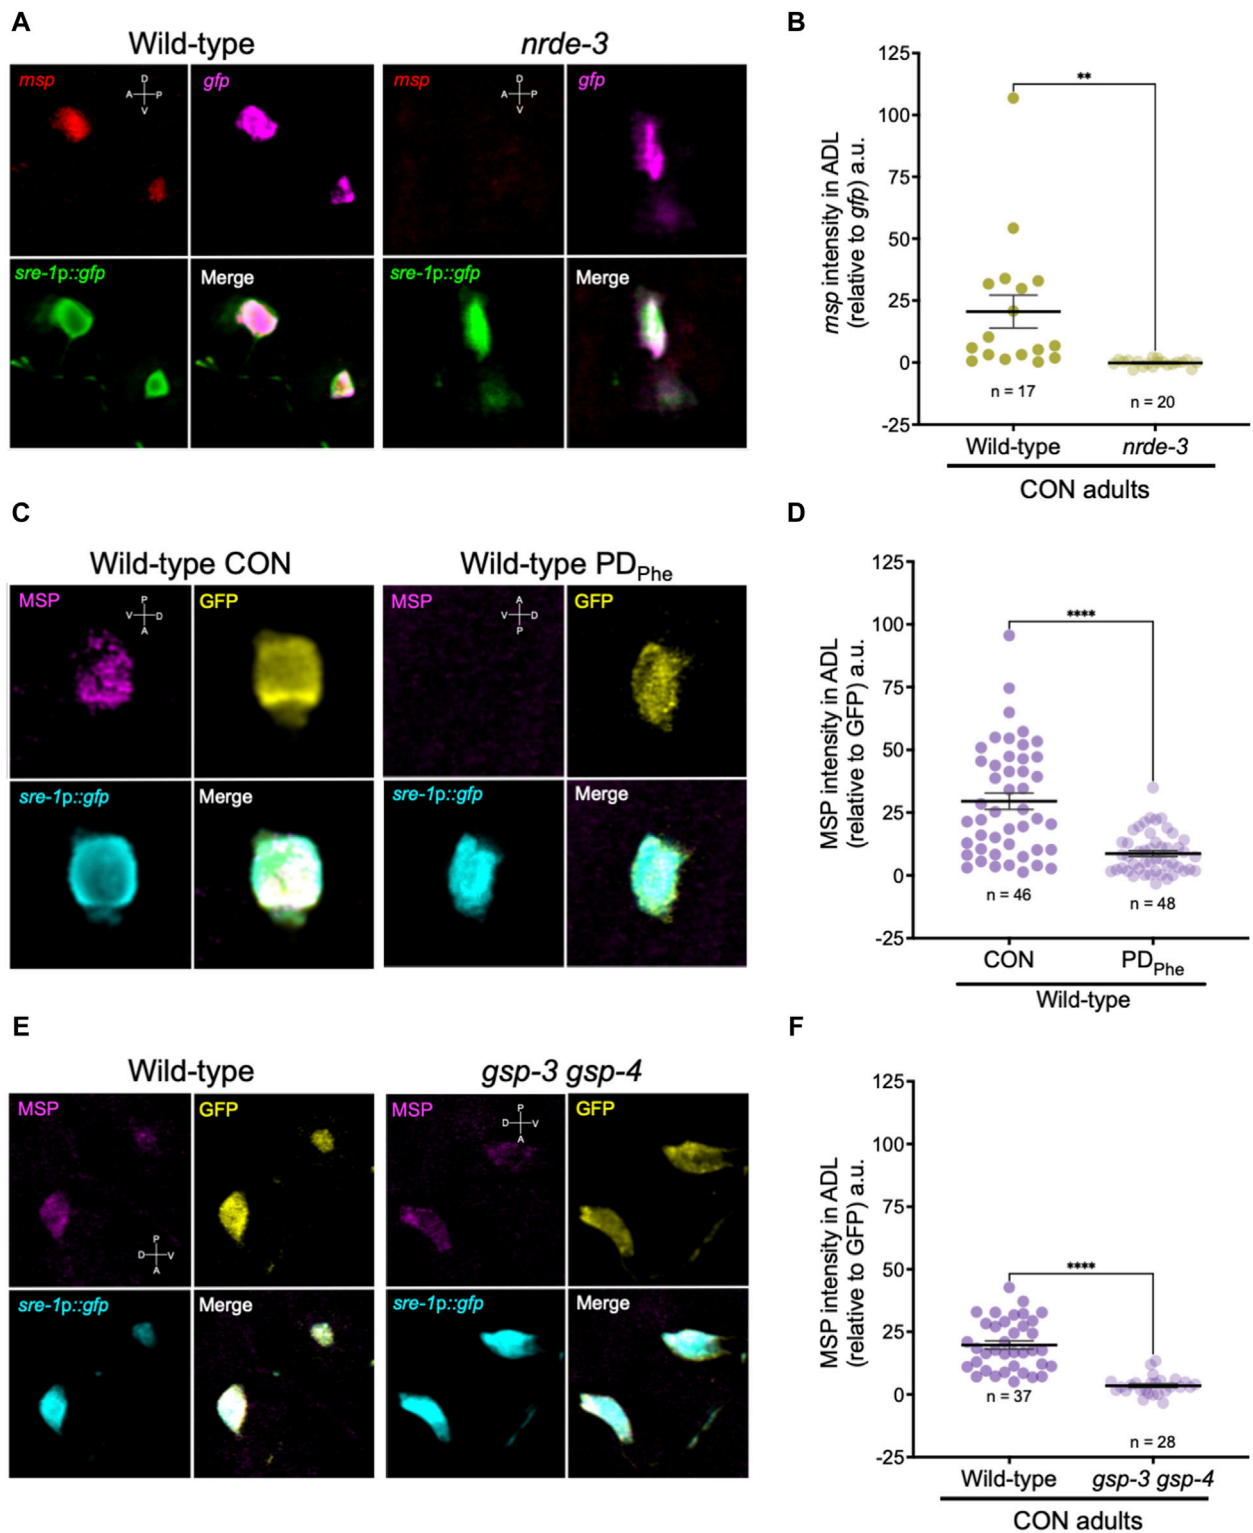 A
Wild-type
nrde-3
msp
D
A P
V
gfp
msp
D
A P
V
gfp
sre-1p::gfp
Merge
sre-1p::gfp
Merge
B
msp intensity in ADL
(relative to gfp) a.u.
125
100
75
50
25
0
-25
**
n = 17
n = 20
Wild-type
nrde-3
CON adults
C
Wild-type CON
Wild-type PDPhe
MSP
P
V D
A
GFP
MSP
A
V D
P
GFP
sre-1p::gfp
Merge
sre-1p::gfp
Merge
D
MSP intensity in ADL
(relative to GFP) a.u.
125
100
75
50
25
0
-25
****
n = 46
n = 48
CON
PDPhe
Wild-type
E
Wild-type
gsp-3 gsp-4
MSP
P
D V
A
GFP
MSP
P
D V
A
GFP
sre-1p::gfp
Merge
sre-1p::gfp
Merge
F
MSP intensity in ADL
(relative to GFP) a.u.
125
100
75
50
25
0
-25
****
n = 37
n = 28
Wild-type
gsp-3 gsp-4
CON adults